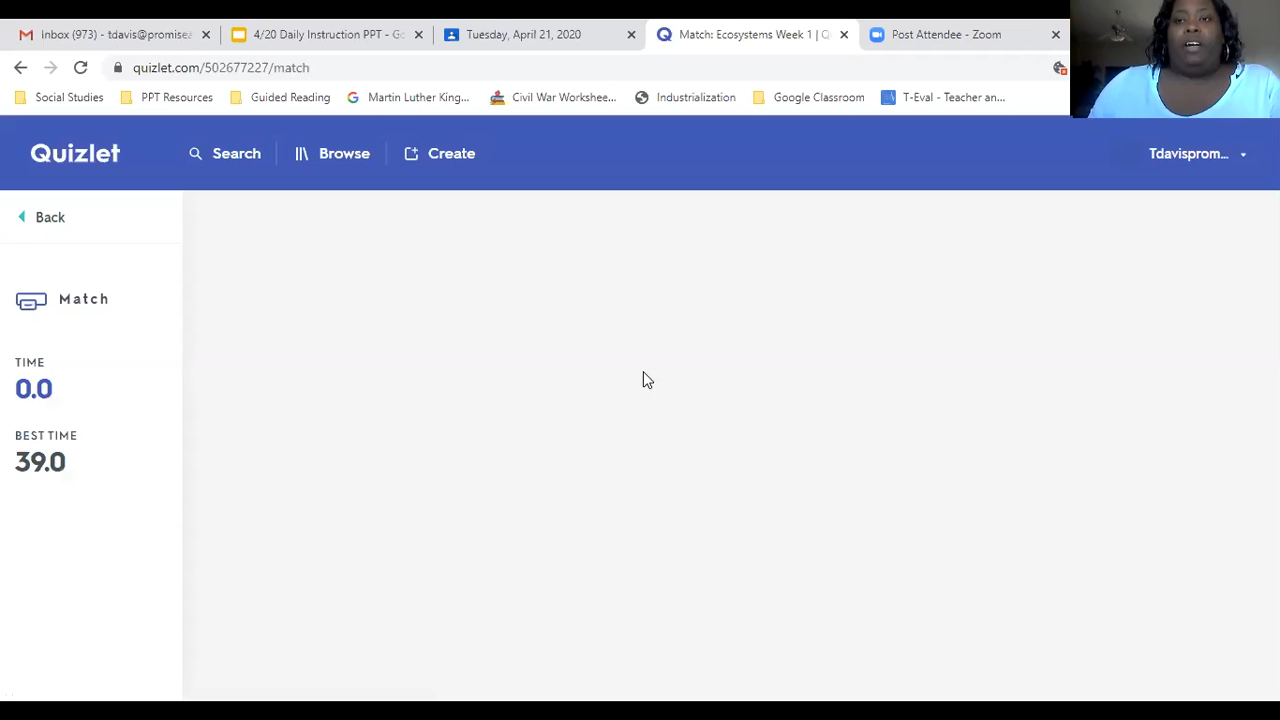 Inbox (973) - tdavis@promisea
4/20 Daily Instruction PPT - Go
Tuesday, April 21, 2020
Match: Ecosystems Week 1 | Q
Post Attendee - Zoom
quizlet.com/502677227/match
Social Studies
PPT Resources
Guided Reading
Martin Luther King...
Civil War Workshee...
Industrialization
Google Classroom
T-Eval - Teacher an...
Quizlet
Search
Browse
Create
Tdavisprom...
Back
Match
TIME
0.0
BEST TIME
39.0